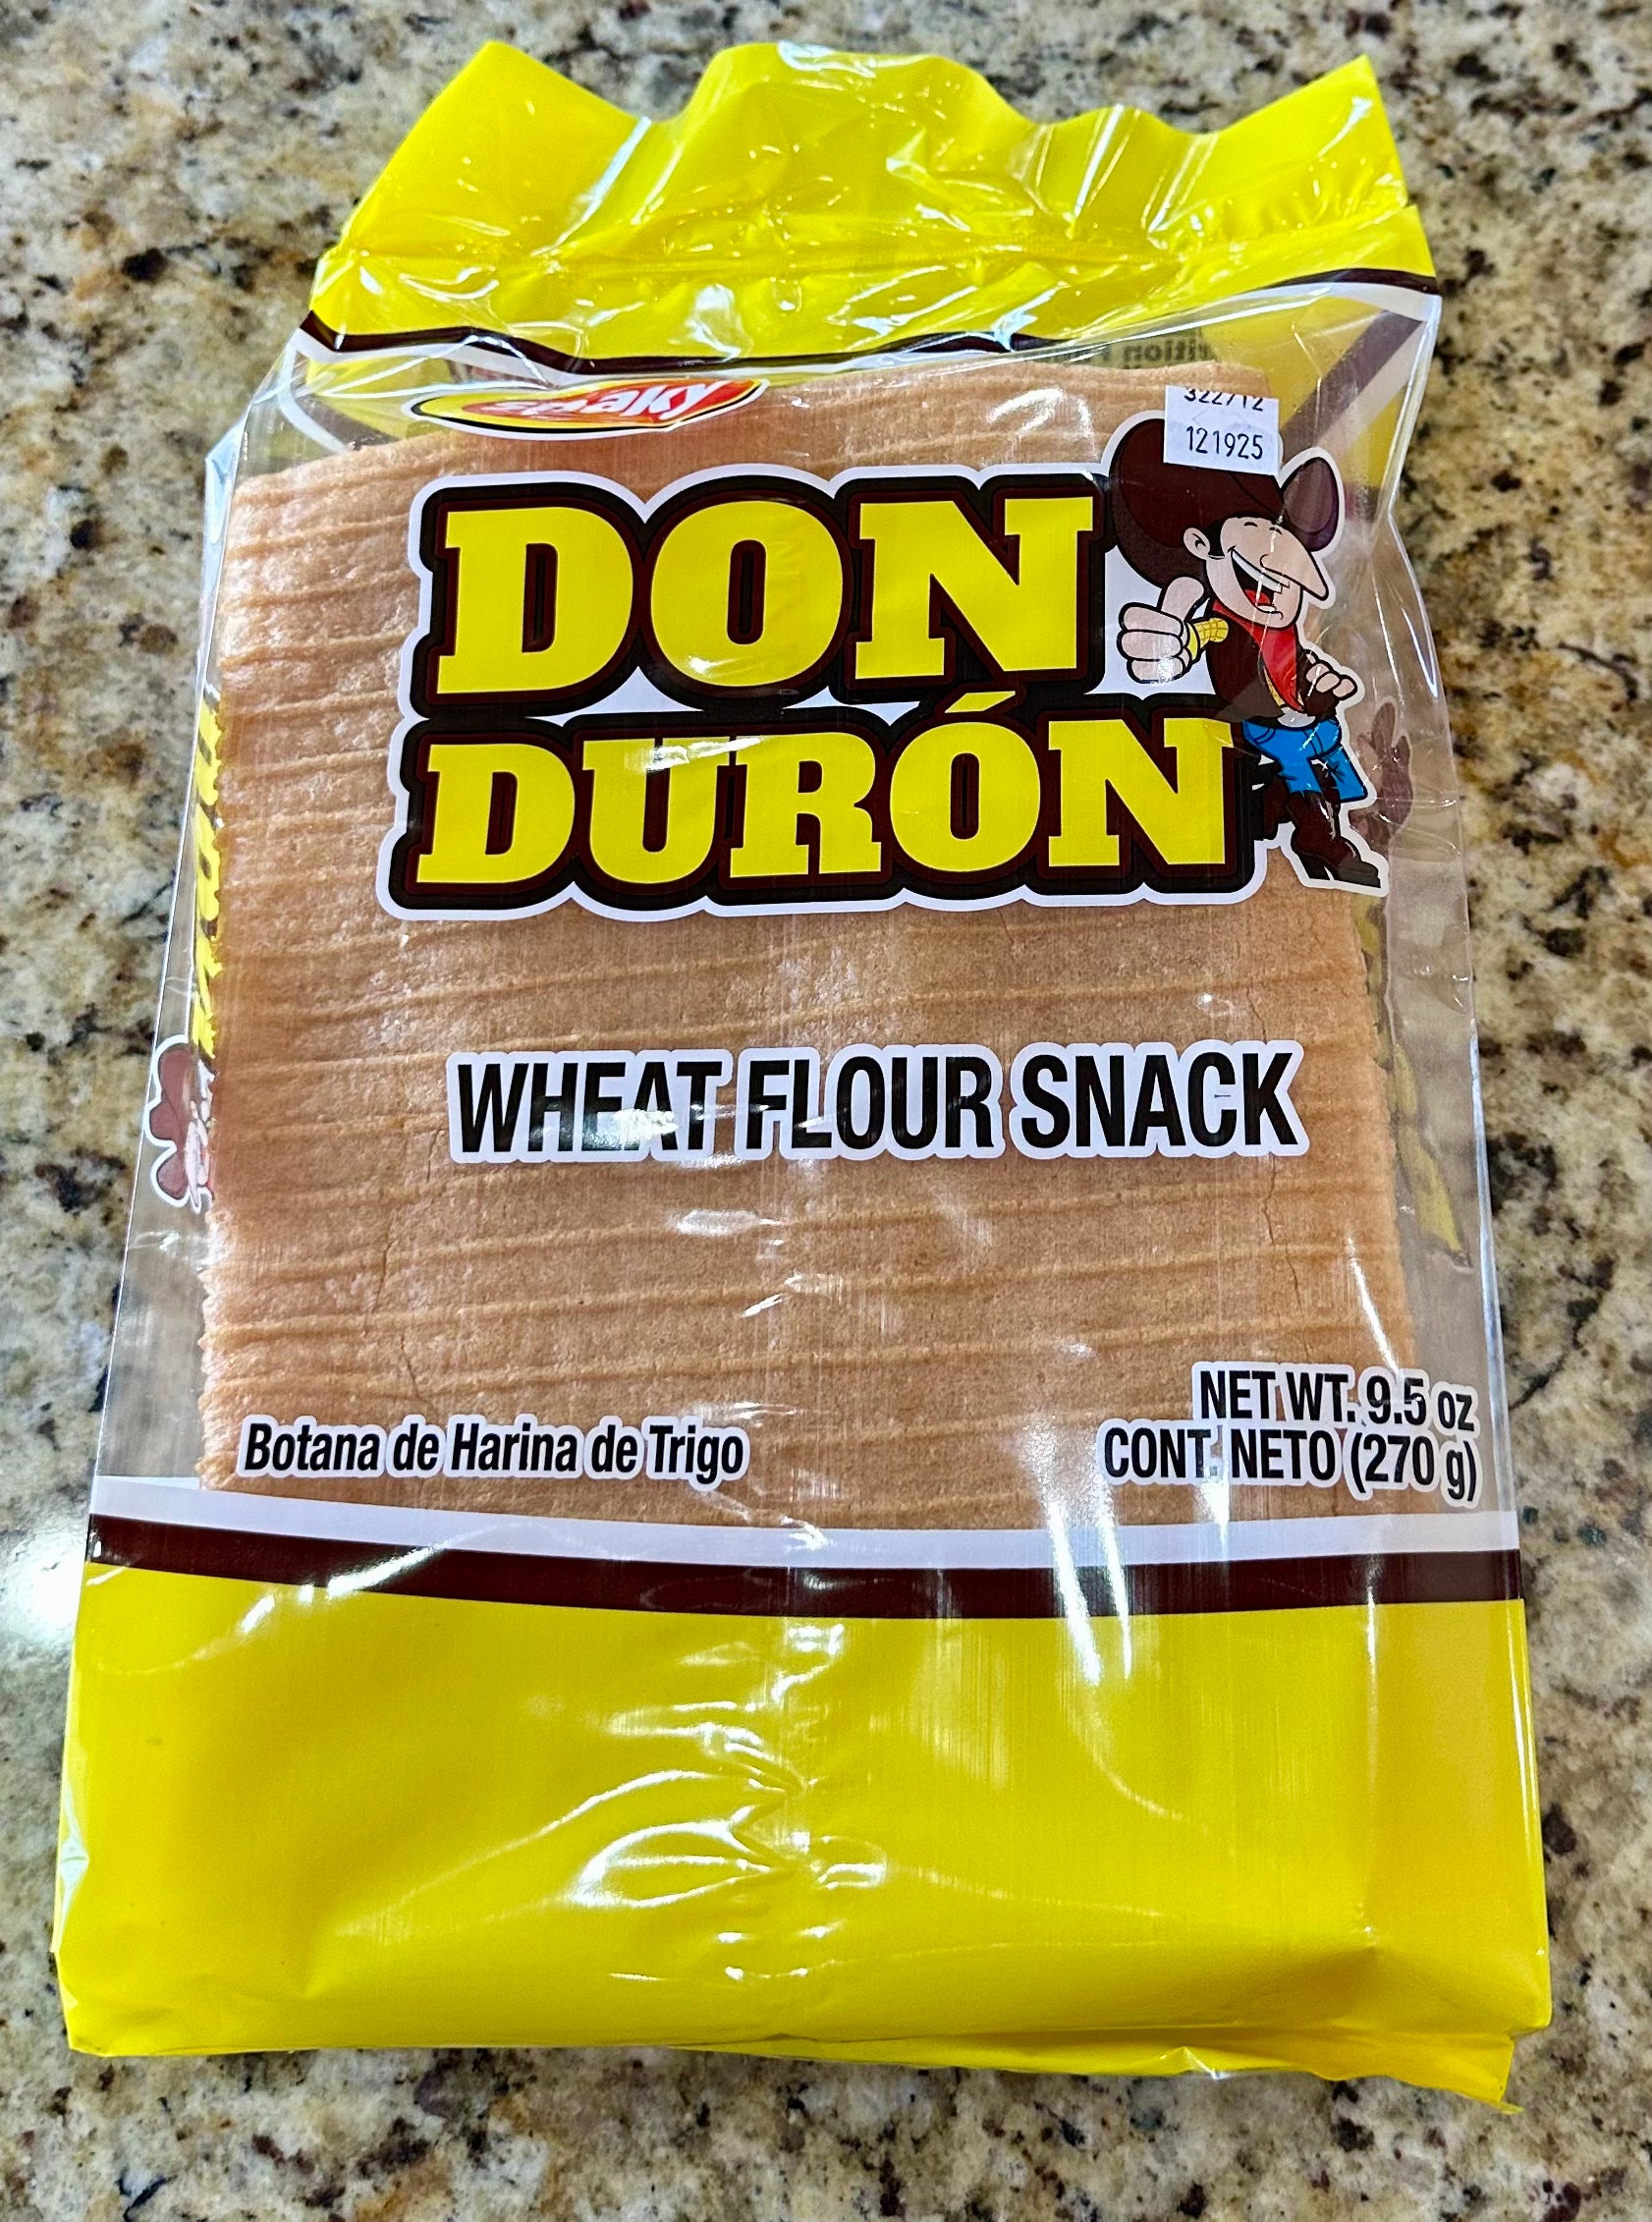 322712
121925
DON
DURÓN
WHEAT FLOUR SNACK
Botana de Harina de Trigo
NET WT. 9.5 oz
CONT. NETO (270 g)